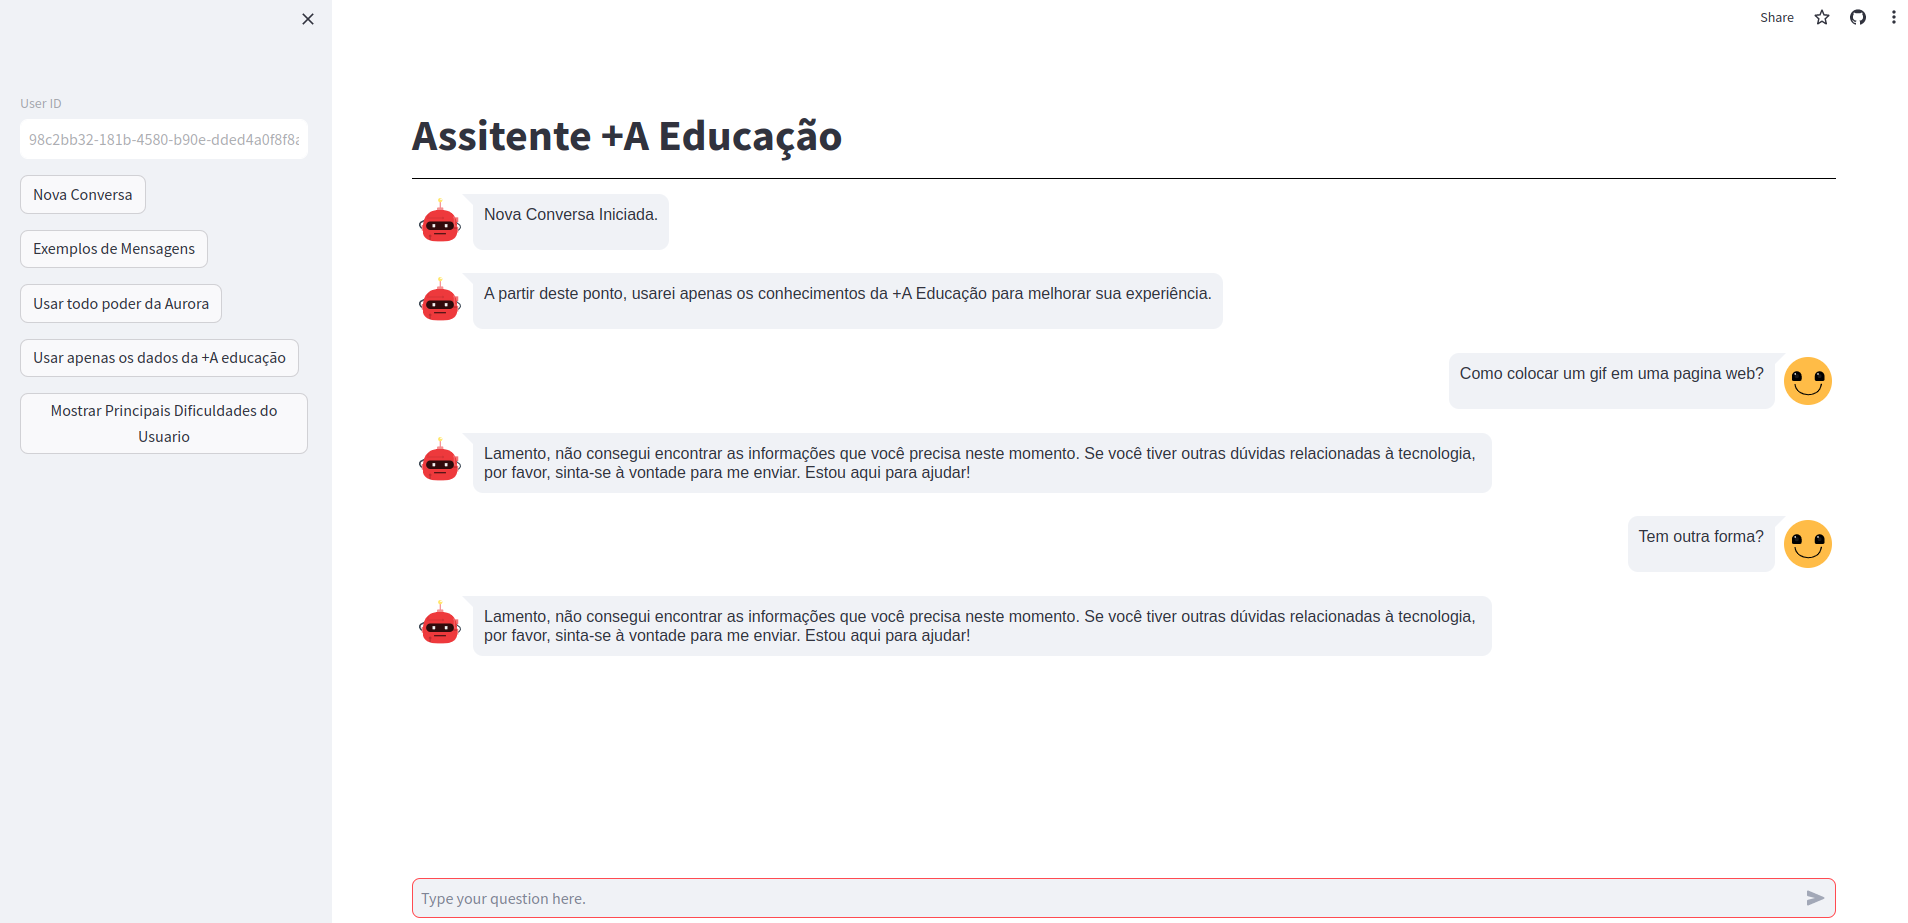 Share
User ID
98c2bb32-181b-4580-b90e-dded4a0f8f8a
Nova Conversa
Exemplos de Mensagens
Usar todo poder da Aurora
Usar apenas os dados da +A educação
Mostrar Principais Dificuldades do
Usuario
Assitente +A Educação
Nova Conversa Iniciada.
A partir deste ponto, usarei apenas os conhecimentos da +A Educação para melhorar sua experiência.
Como colocar um gif em uma pagina web?
Lamento, não consegui encontrar as informações que você precisa neste momento. Se você tiver outras dúvidas relacionadas à tecnologia,
por favor, sinta-se à vontade para me enviar. Estou aqui para ajudar!
Tem outra forma?
Lamento, não consegui encontrar as informações que você precisa neste momento. Se você tiver outras dúvidas relacionadas à tecnologia,
por favor, sinta-se à vontade para me enviar. Estou aqui para ajudar!
Type your question here.